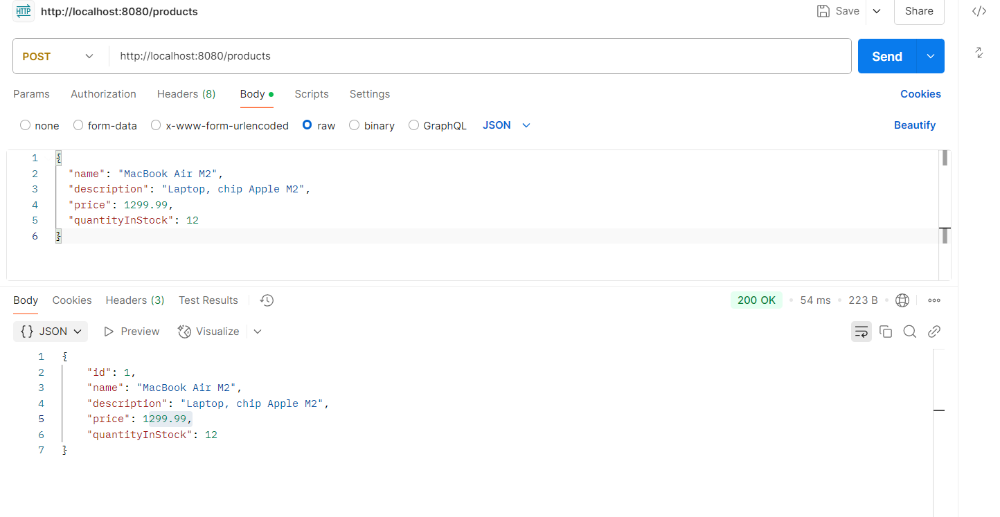 HTTP http://localhost:8080/products Save Share
POST http://localhost:8080/products Send
Params Authorization Headers (8) Body Scripts Settings Cookies
none form-data x-www-form-urlencoded raw binary GraphQL JSON Beautify
1 {
2 "name": "MacBook Air M2",
3 "description": "Laptop, chip Apple M2",
4 "price": 1299.99,
5 "quantityInStock": 12
6 }
Body Cookies Headers (3) Test Results 200 OK 54 ms 223 B
{} JSON Preview Visualize
1 {
2 "id": 1,
3 "name": "MacBook Air M2",
4 "description": "Laptop, chip Apple M2",
5 "price": 1299.99,
6 "quantityInStock": 12
7 }